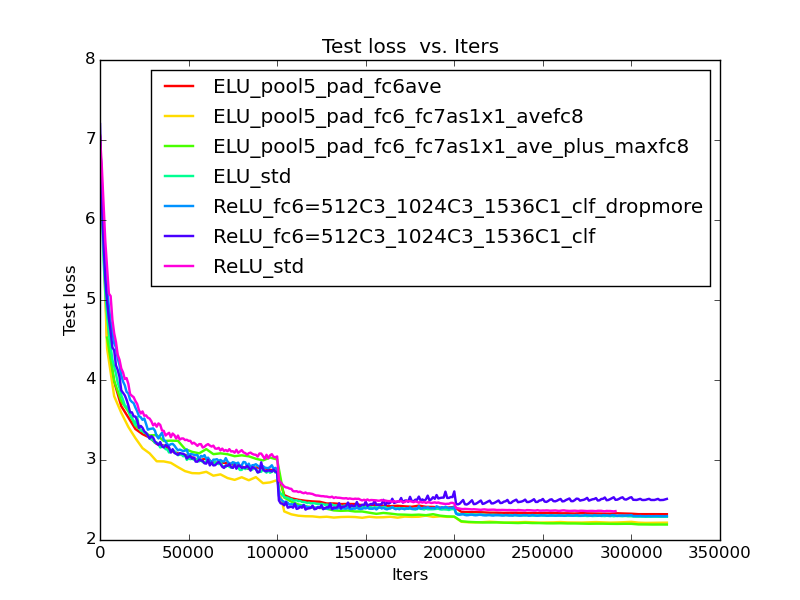 Test loss  vs. Iters
8
7
6
5
4
3
2
Test loss
ELU_pool5_pad_fc6ave
ELU_pool5_pad_fc6_fc7as1x1_avefc8
ELU_pool5_pad_fc6_fc7as1x1_ave_plus_maxfc8
ELU_std
ReLU_fc6=512C3_1024C3_1536C1_clf_dropmore
ReLU_fc6=512C3_1024C3_1536C1_clf
ReLU_std
0 50000 100000 150000 200000 250000 300000 350000
Iters